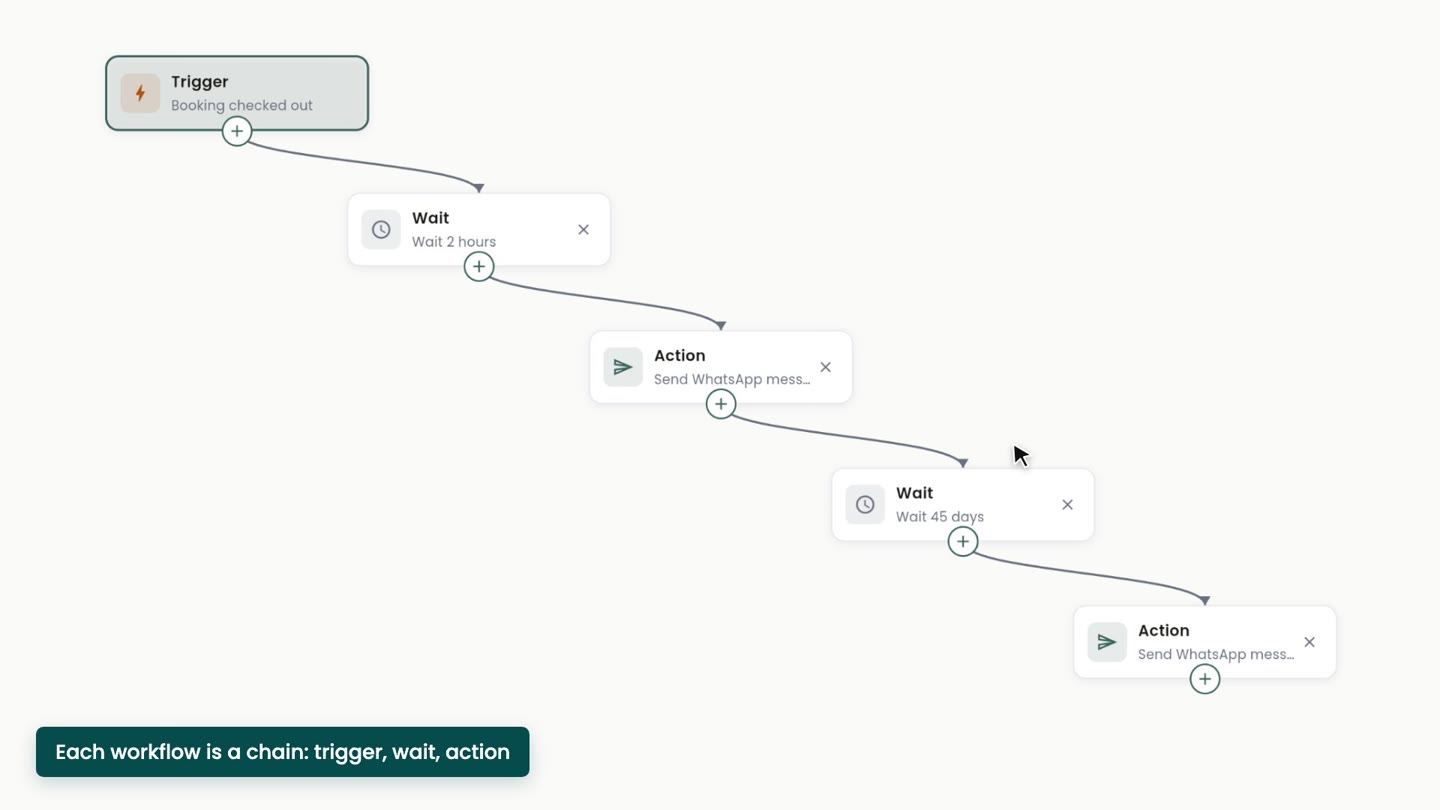 Trigger
Booking checked out
Wait
Wait 2 hours
Action
Send WhatsApp mess...
Wait
Wait 45 days
Action
Send WhatsApp mess...
Each workflow is a chain: trigger, wait, action